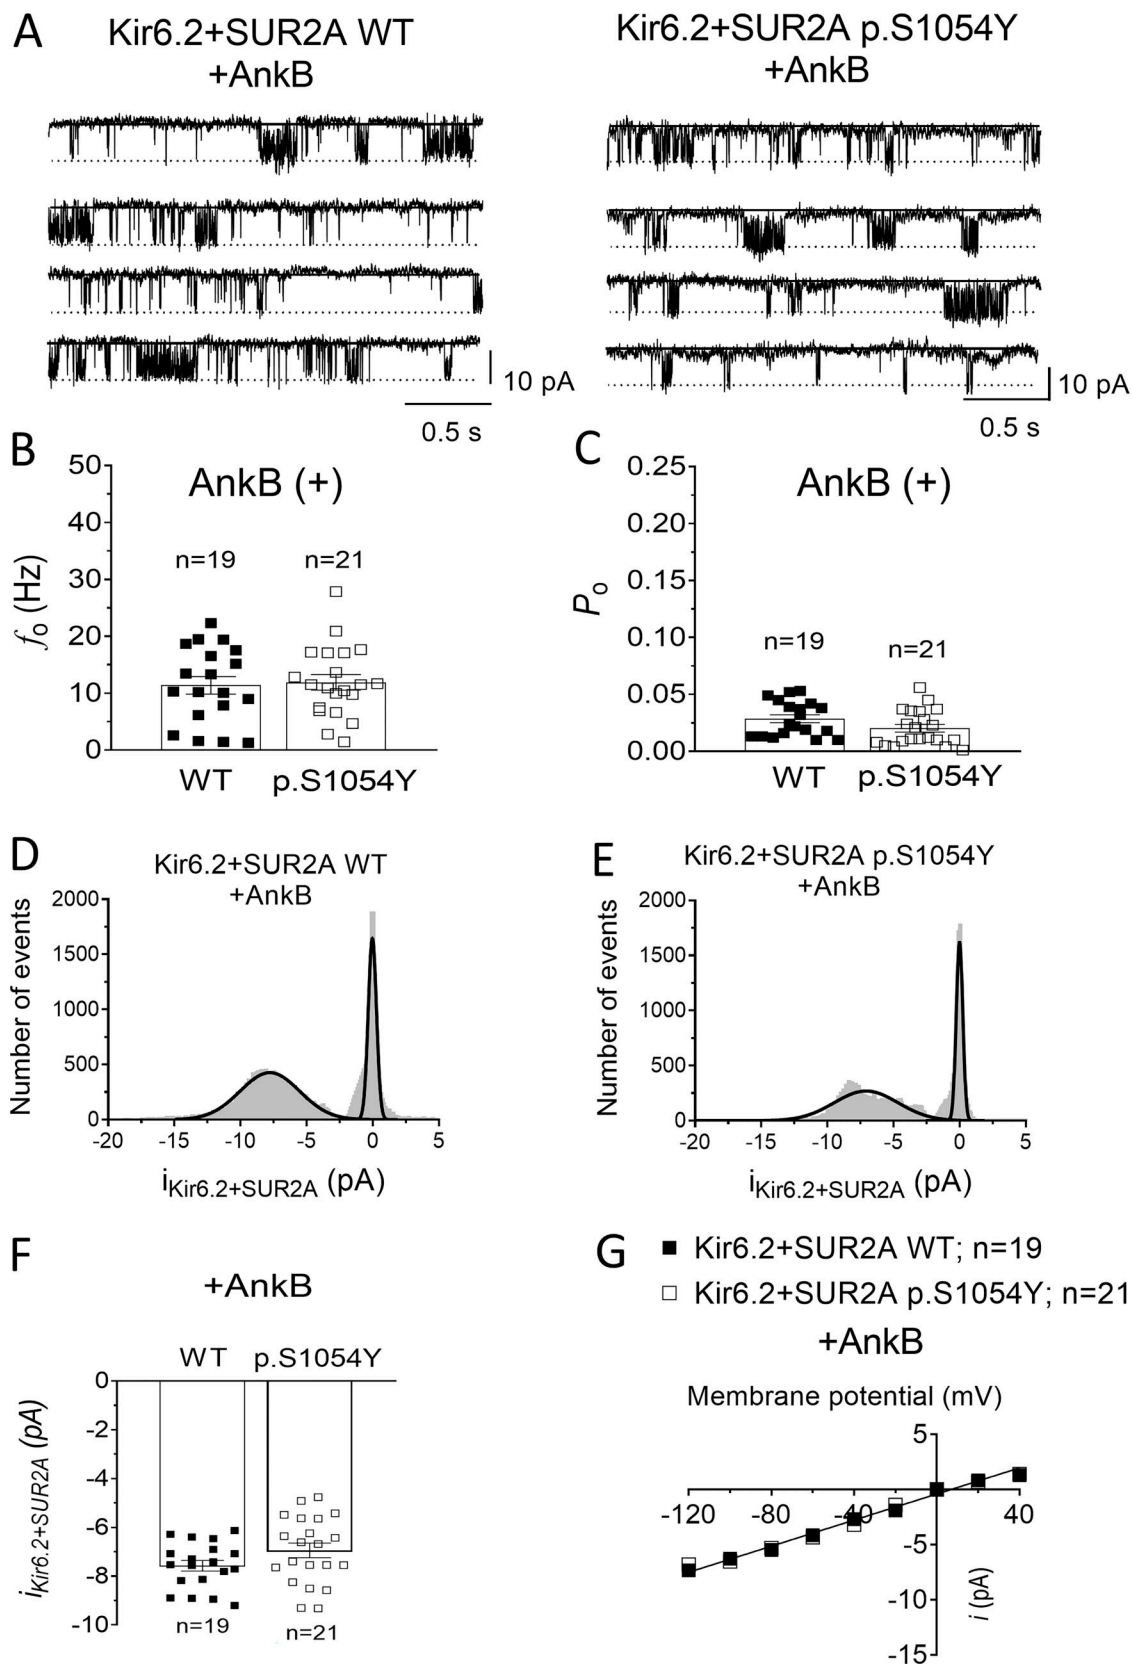 A
Kir6.2+SUR2A WT
+AnkB
Kir6.2+SUR2A p.S1054Y
+AnkB
10 pA
0.5 s
10 pA
0.5 s
B
AnkB (+)
50
40
30
20
10
0
fo (Hz)
n=19
n=21
WT
p.S1054Y
C
AnkB (+)
0.25
0.20
0.15
0.10
0.05
0.00
Po
n=19
n=21
WT
p.S1054Y
D
Kir6.2+SUR2A WT
+AnkB
Number of events
2000
1500
1000
500
0
-20 -15 -10 -5 0 5
iKir6.2+SUR2A (pA)
E
Kir6.2+SUR2A p.S1054Y
+AnkB
Number of events
2000
1500
1000
500
0
-20 -15 -10 -5 0 5
iKir6.2+SUR2A (pA)
F
+AnkB
WT p.S1054Y
0
-2
-4
-6
-8
-10
iKir6.2+SUR2A (pA)
n=19
n=21
G
Kir6.2+SUR2A WT; n=19
Kir6.2+SUR2A p.S1054Y; n=21
+AnkB
Membrane potential (mV)
5
-120 -80 -40 40
-5
-10
-15
i (pA)